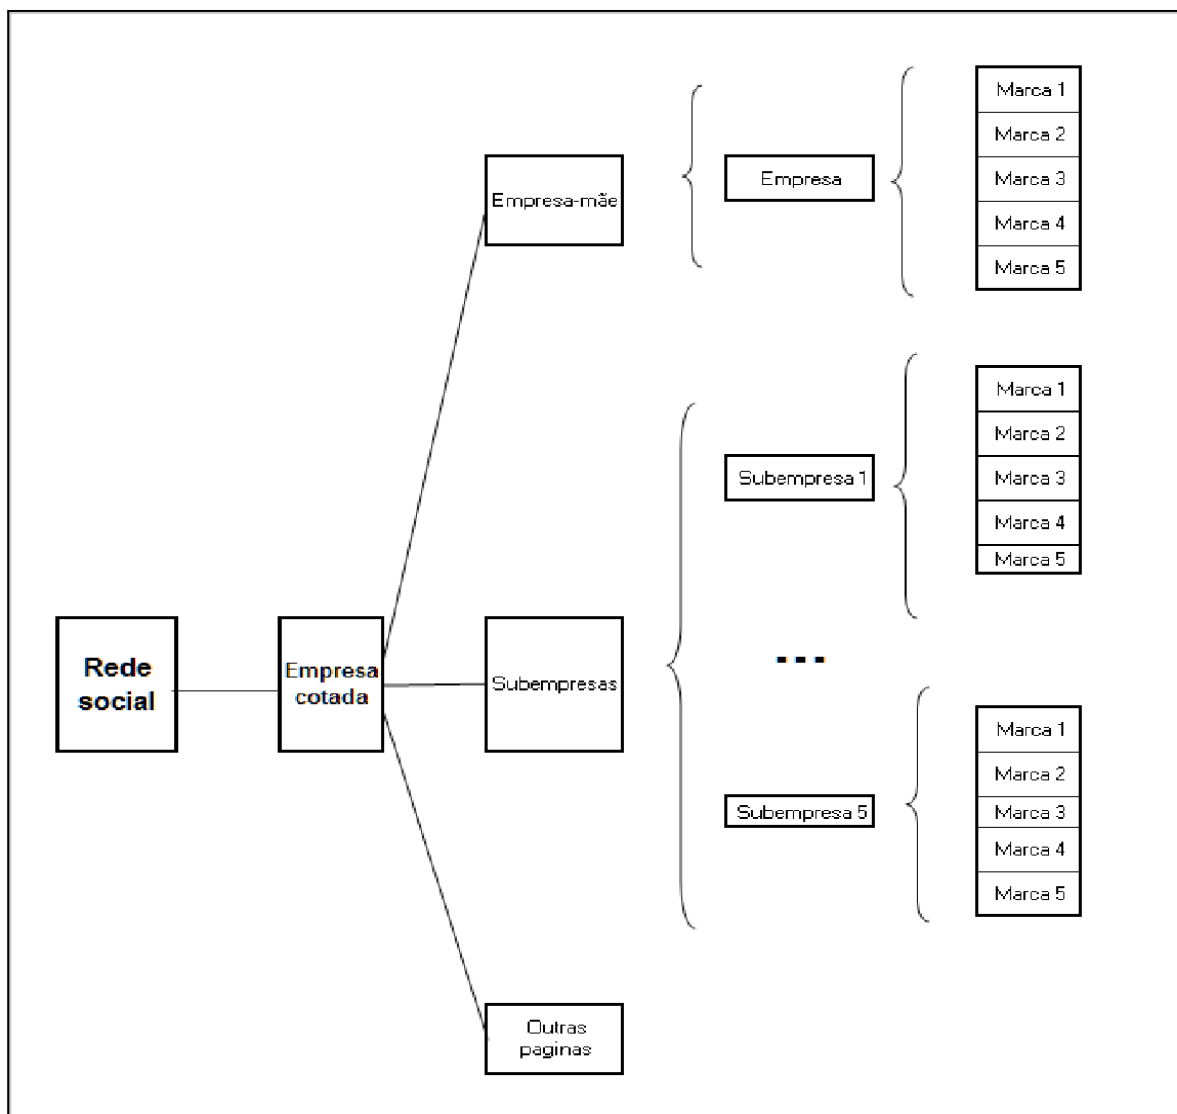 Rede
social
Empresa
cotada
Empresa-mãe
Empresa
Marca 1
Marca 2
Marca 3
Marca 4
Marca 5
Subempresas
Subempresa 1
Marca 1
Marca 2
Marca 3
Marca 4
Marca 5
...
Subempresa 5
Marca 1
Marca 2
Marca 3
Marca 4
Marca 5
Outras
paginas